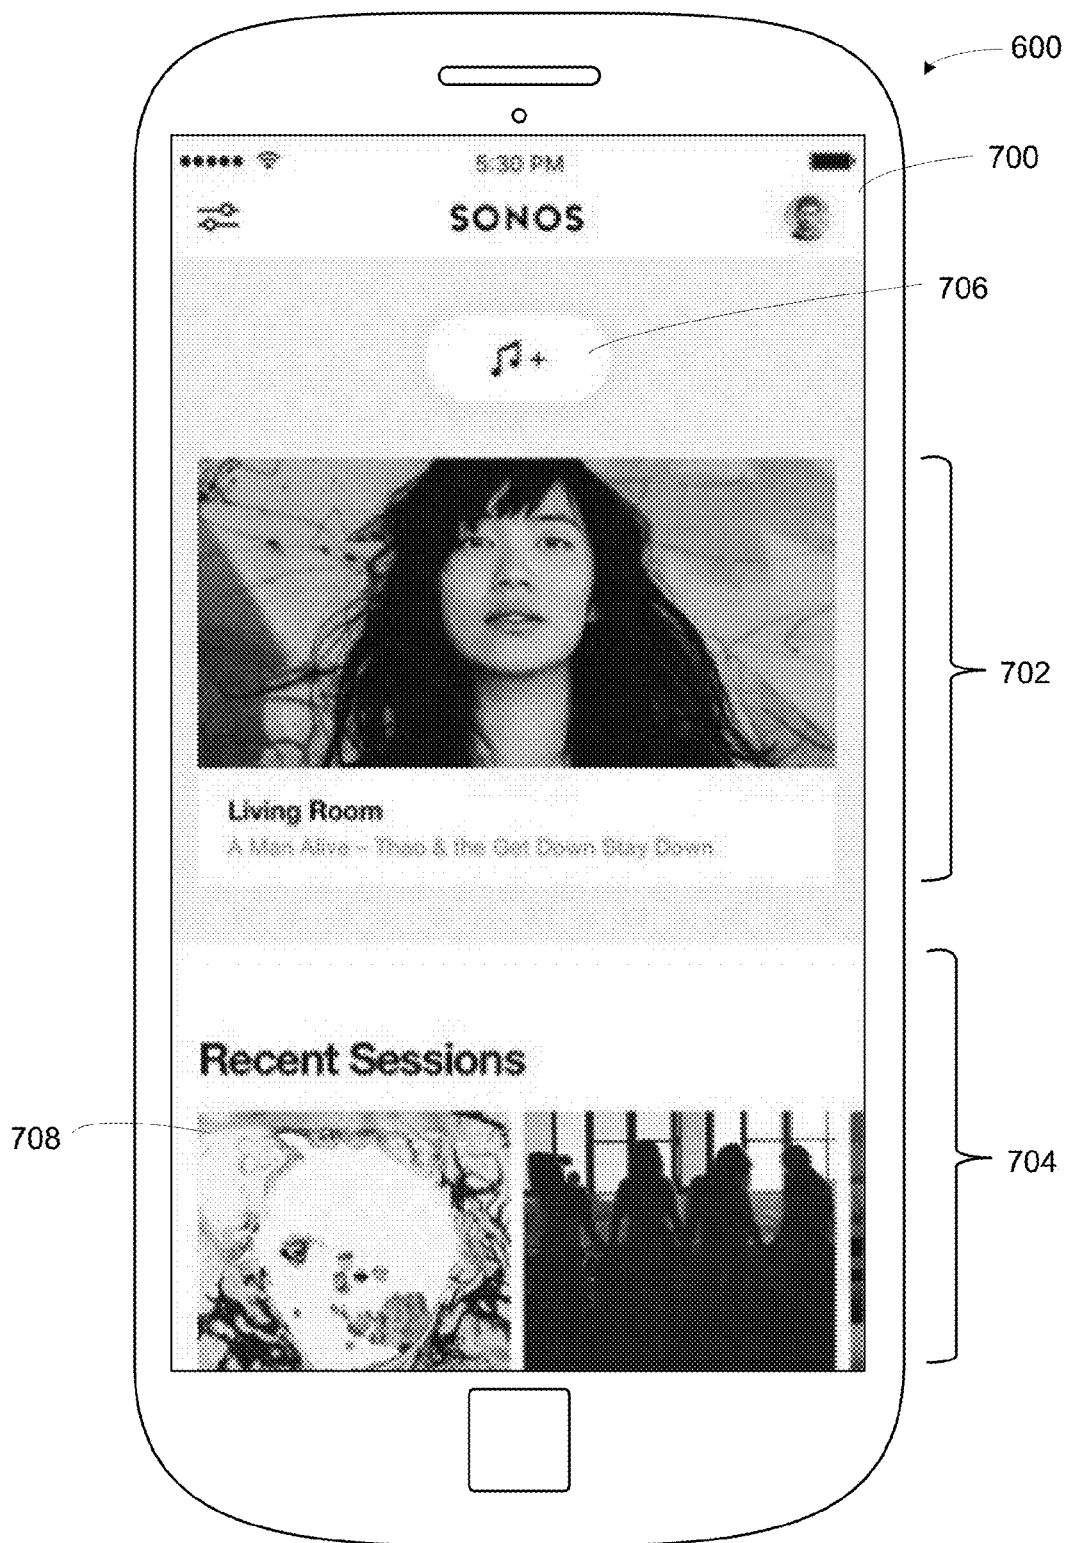 600
5:30 PM
700
SONOS
706
+
702
Living Room
A Man Alive – Thao & the Get Down Stay Down
Recent Sessions
708
704